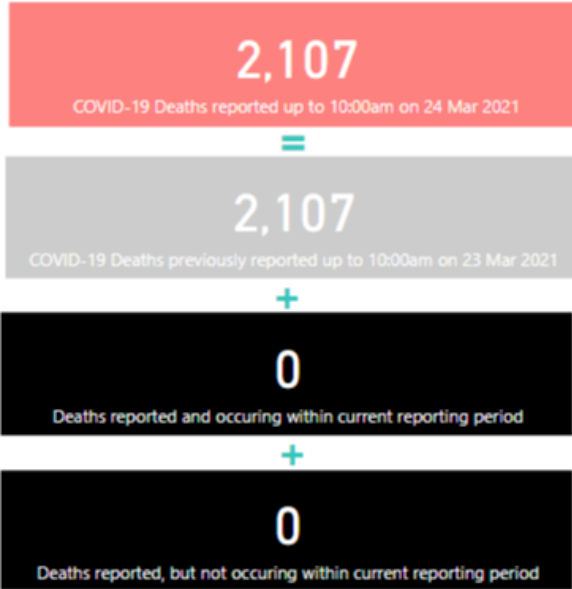 2,107
COVID-19 Deaths reported up to 10:00am on 24 Mar 2021
=
2,107
COVID-19 Deaths previously reported up to 10:00am on 23 Mar 2021
+
0
Deaths reported and occuring within current reporting period
+
0
Deaths reported, but not occuring within current reporting period